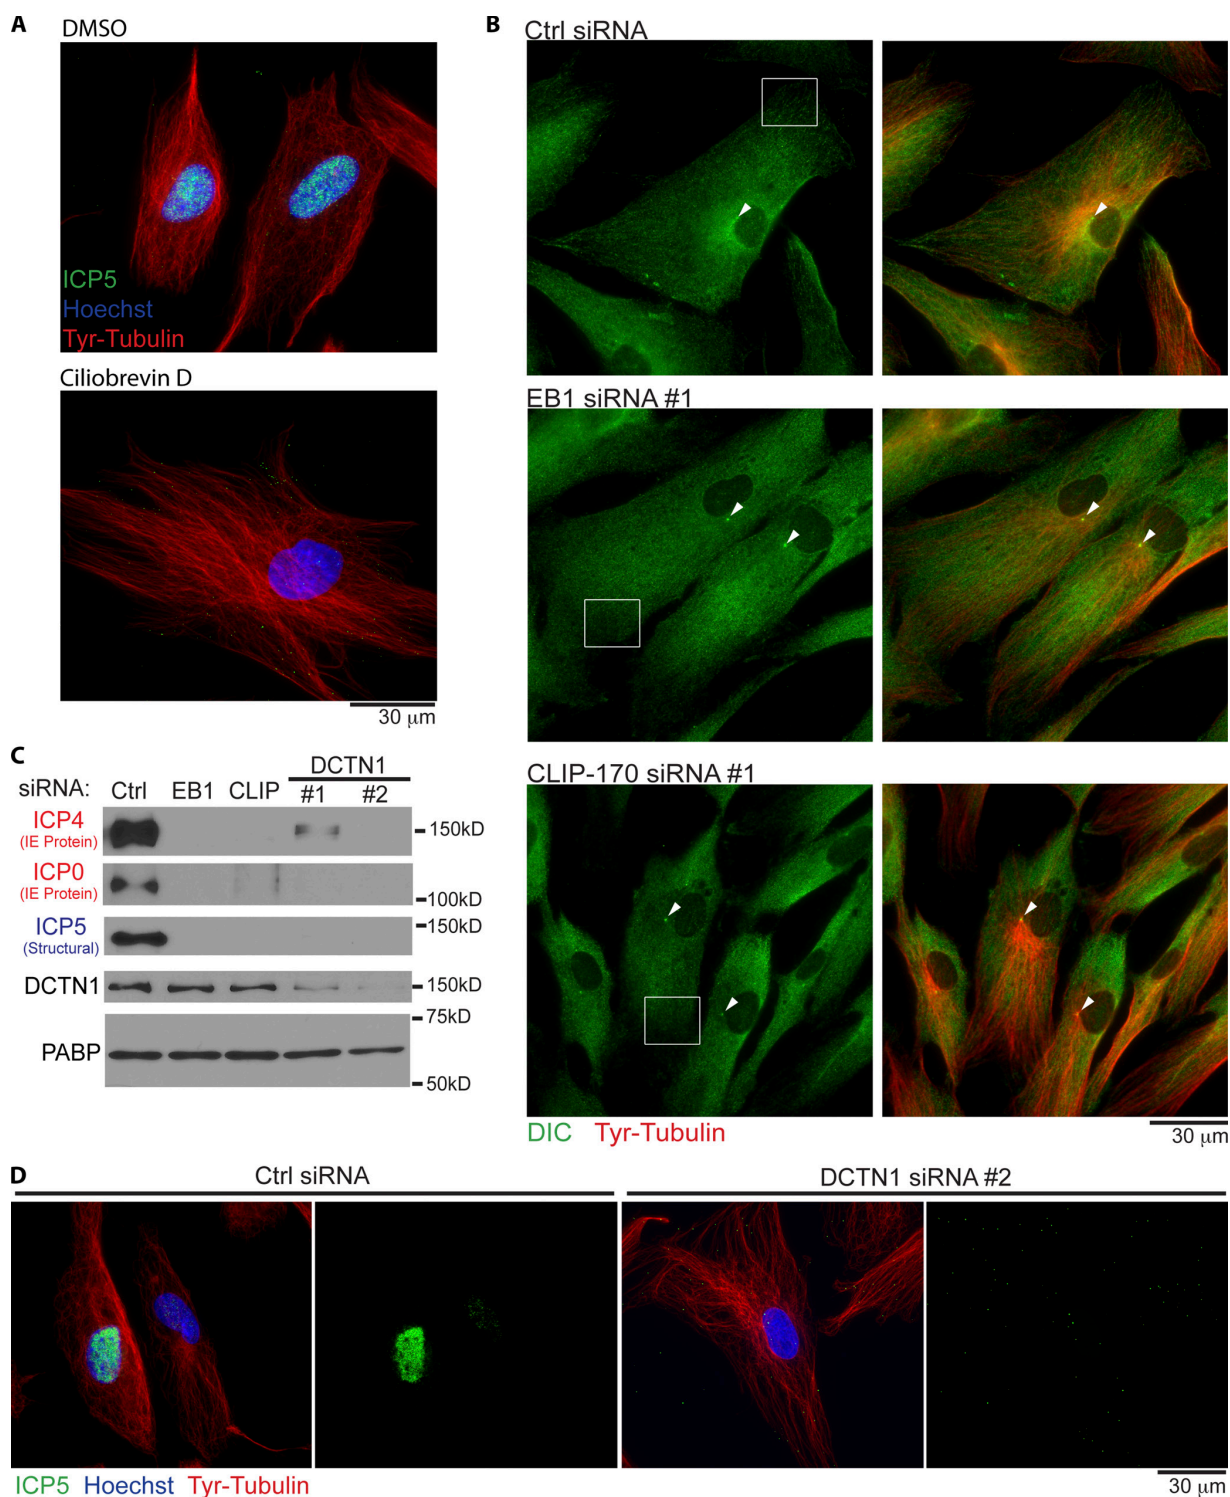 A
DMSO
ICP5
Hoechst
Tyr-Tubulin
Ciliobrevin D
30 μm
B
Ctrl siRNA
EB1 siRNA #1
CLIP-170 siRNA #1
DIC Tyr-Tubulin
30 μm
C
DCTN1
siRNA: Ctrl EB1 CLIP #1 #2
ICP4
(IE Protein)
150kD
ICP0
(IE Protein)
100kD
ICP5
(Structural)
150kD
DCTN1
150kD
75kD
PABP
50kD
D
Ctrl siRNA
DCTN1 siRNA #2
ICP5 Hoechst Tyr-Tubulin
30 μm